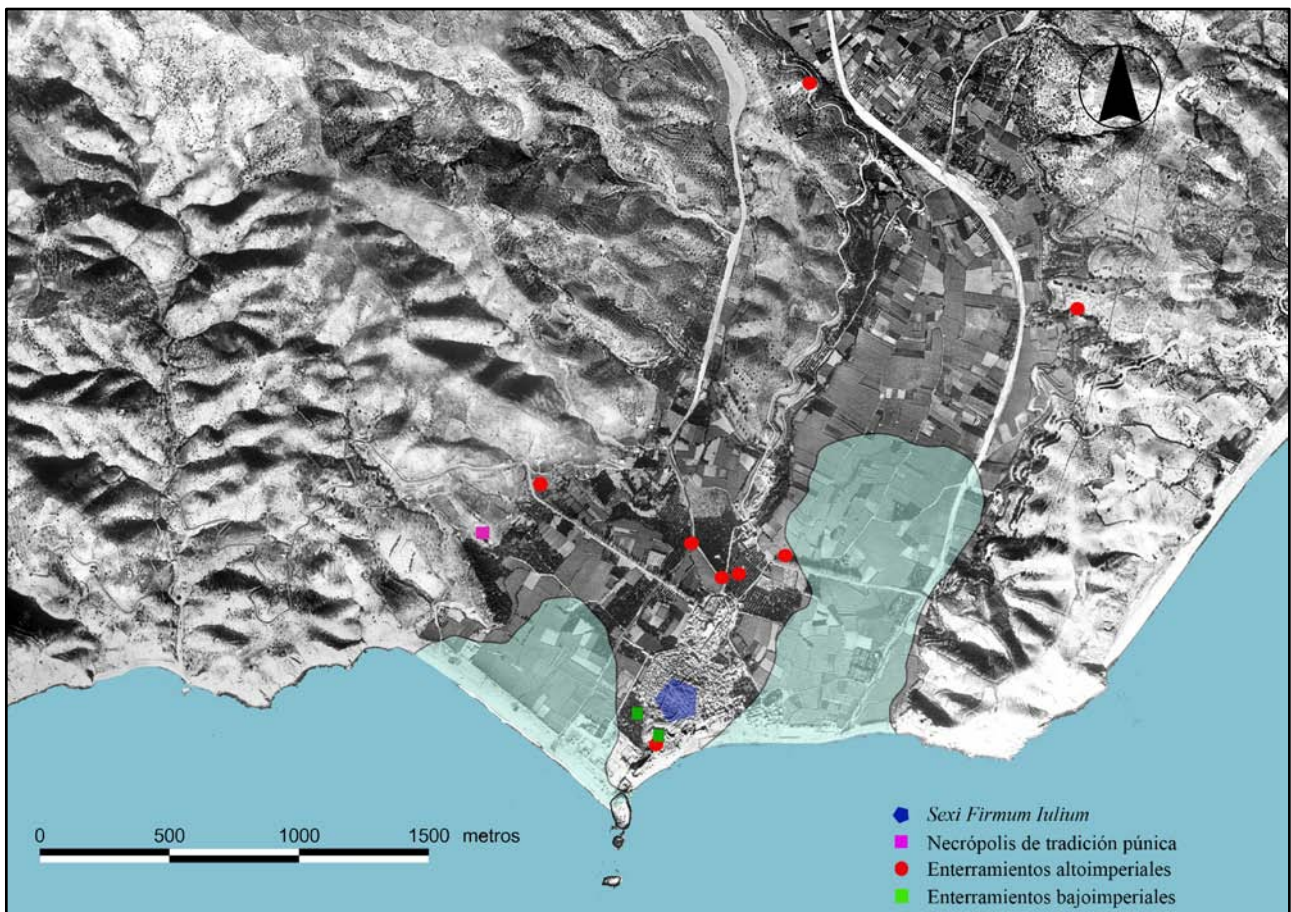 0 500 1000 1500 metros
Sexi Firmum Iulium
Necrópolis de tradición púnica
Enterramientos altoimperiales
Enterramientos bajoimperiales